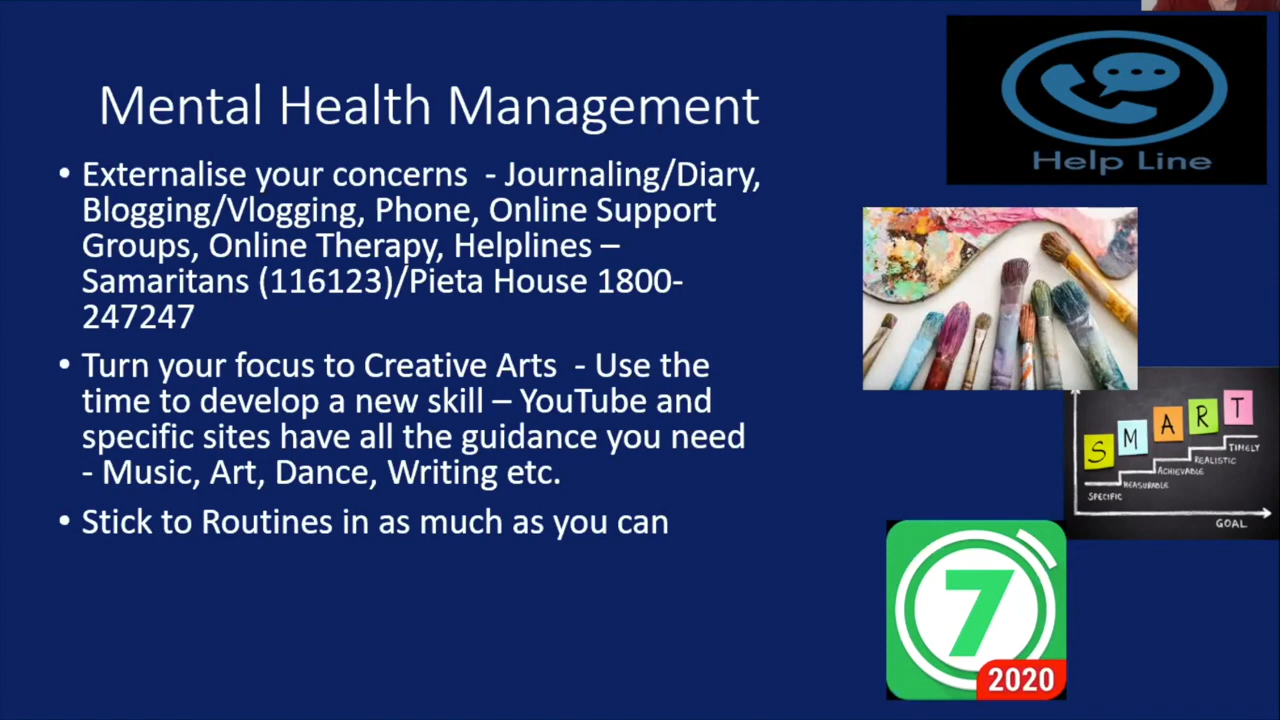 Mental Health Management
• Externalise your concerns - Journaling/Diary,
Blogging/Vlogging, Phone, Online Support
Groups, Online Therapy, Helplines –
Samaritans (116123)/Pieta House 1800-
247247
• Turn your focus to Creative Arts - Use the
time to develop a new skill – YouTube and
specific sites have all the guidance you need
- Music, Art, Dance, Writing etc.
• Stick to Routines in as much as you can
Help Line
S M A R T
SPECIFIC
MEASURABLE
ACHIEVABLE
REALISTIC
TIMELY
GOAL
7
2020